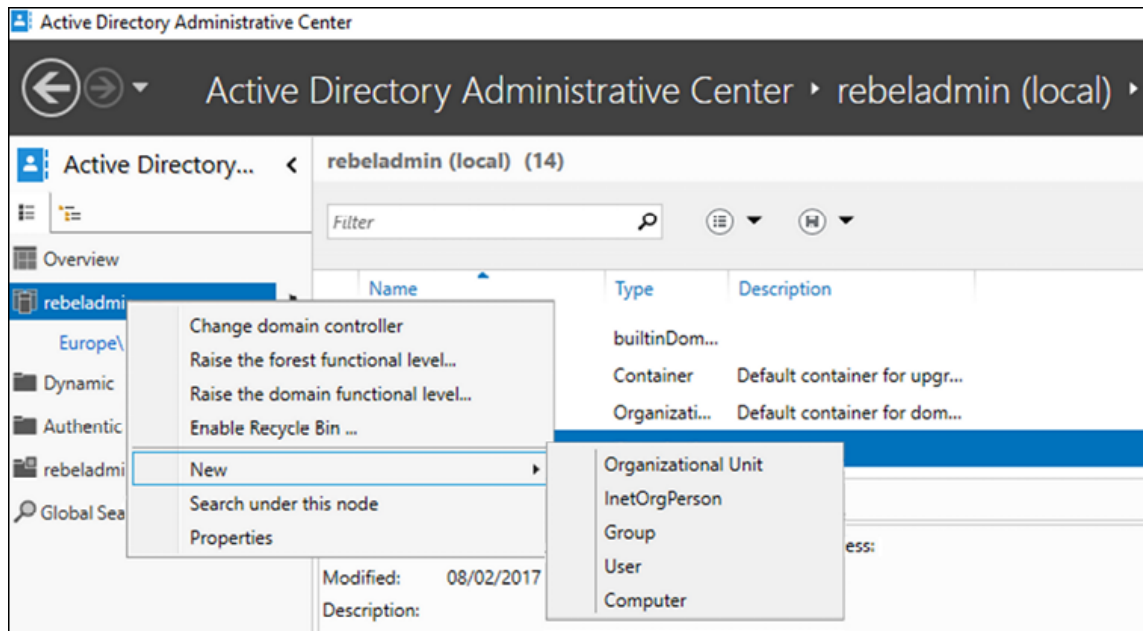 Active Directory Administrative Center
Active Directory Administrative Center ‣ rebeladmin (local) ‣
Active Directory...
rebeladmin (local) (14)
Filter
Overview
Name Type Description
rebeladmi
Change domain controller
builtinDom...
Europe\
Raise the forest functional level...
Container Default container for upgr...
Dynamic
Raise the domain functional level...
Organizati... Default container for dom...
Authentic
Enable Recycle Bin ...
rebeladmi
New
Organizational Unit
Search under this node
InetOrgPerson
Global Sea
Properties
Group
ess:
User
Modified: 08/02/2017
Computer
Description: